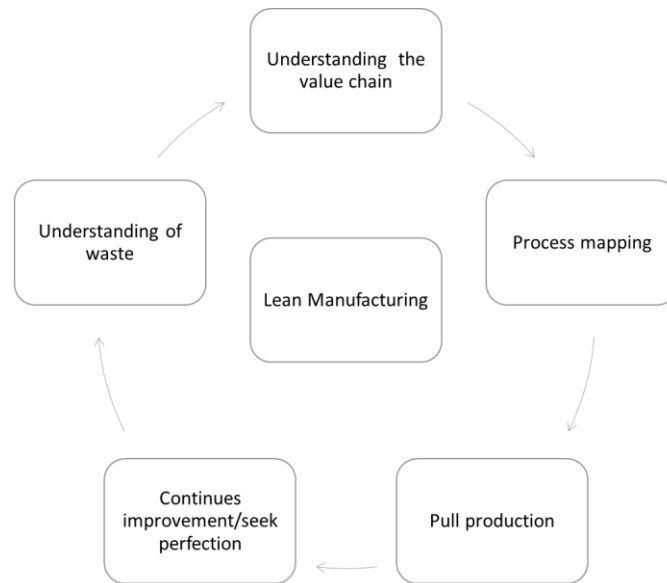 Understanding the
value chain
Process mapping
Pull production
Continues
improvement/seek
perfection
Understanding of
waste
Lean Manufacturing